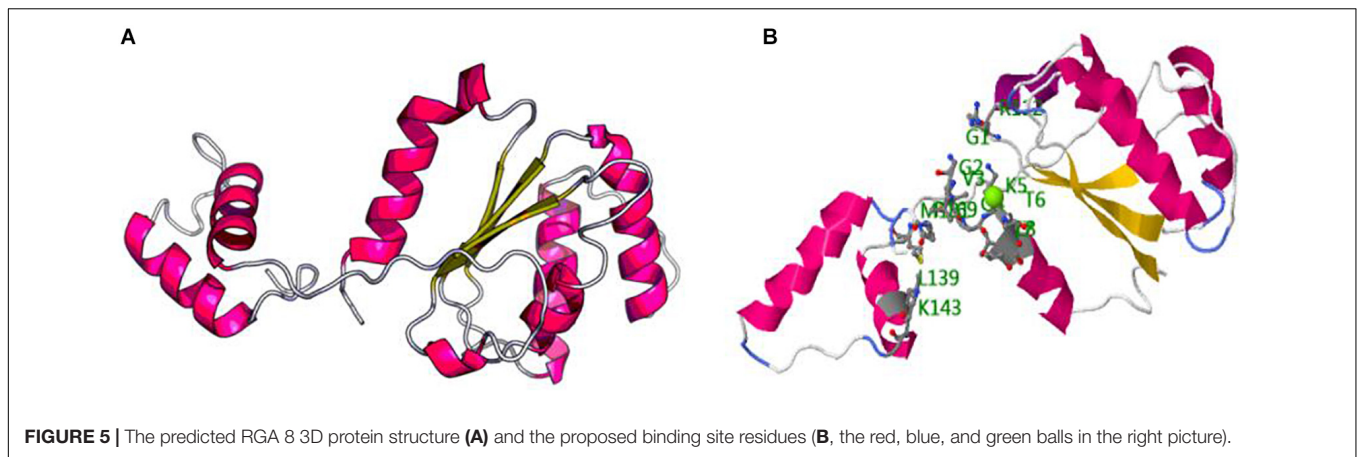 A
B
G1
G2
V3
K5
T6
L139
K143
FIGURE 5 | The predicted RGA 8 3D protein structure (A) and the proposed binding site residues (B, the red, blue, and green balls in the right picture).